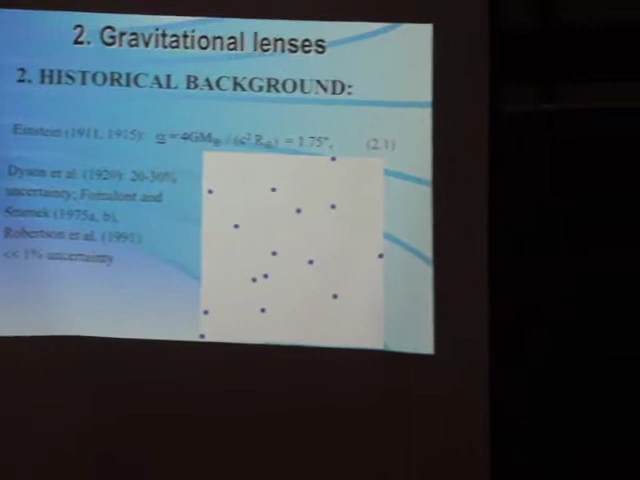 2. Gravitational lenses
2. HISTORICAL BACKGROUND:
Einstein (1911, 1915): α = 4GM⊙ / (c² R⊙) = 1.75", (2.1)
Dyson et al. (1920): 20-30%
uncertainty; Fomalont and
Sramek (1975a, b),
Robertson et al. (1991)
<< 1% uncertainty